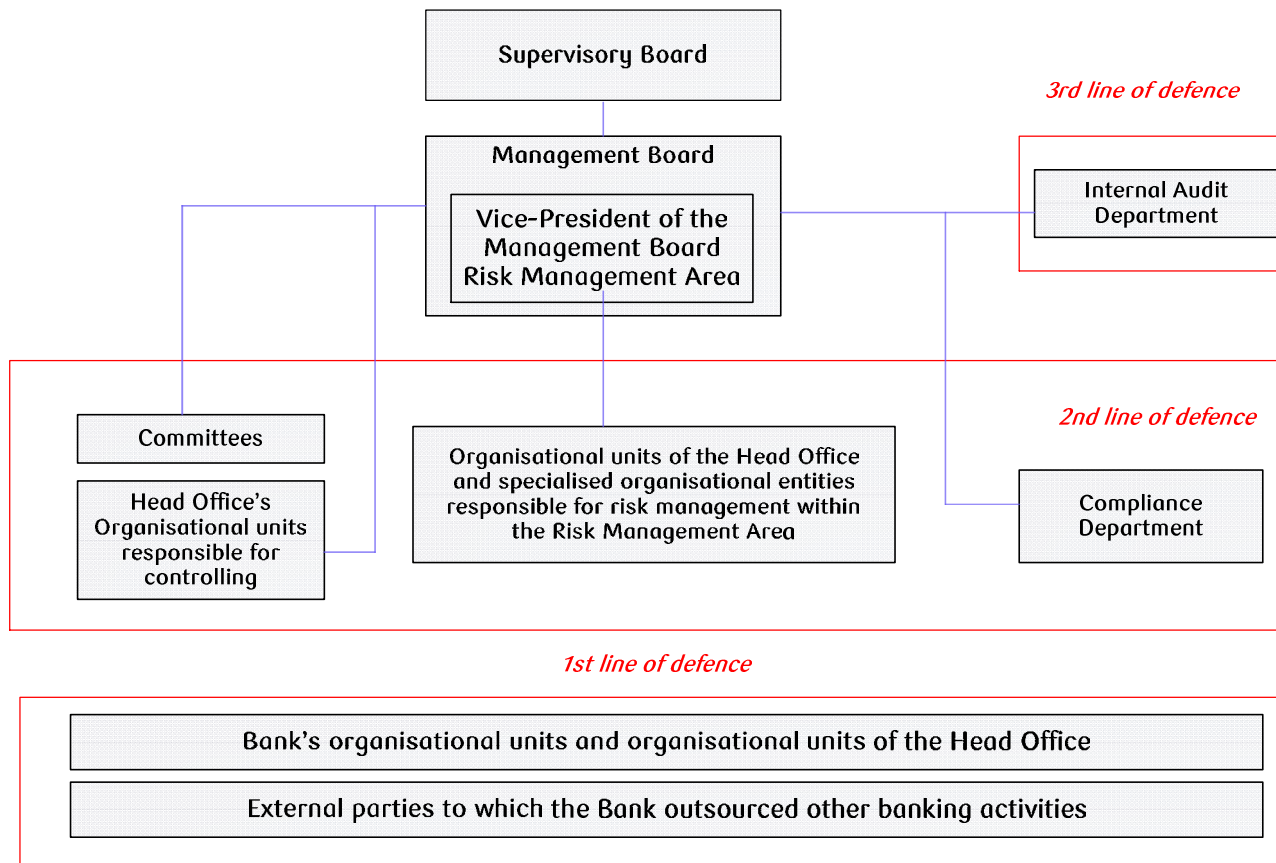 Supervisory Board
3rd line of defence
Management Board
Internal Audit
Department
Vice-President of the
Management Board
Risk Management Area
2nd line of defence
Committees
Organisational units of the Head Office
and specialised organisational entities
responsible for risk management within
the Risk Management Area
Head Office's
Organisational units
responsible for
controlling
Compliance
Department
1st line of defence
Bank's organisational units and organisational units of the Head Office
External parties to which the Bank outsourced other banking activities